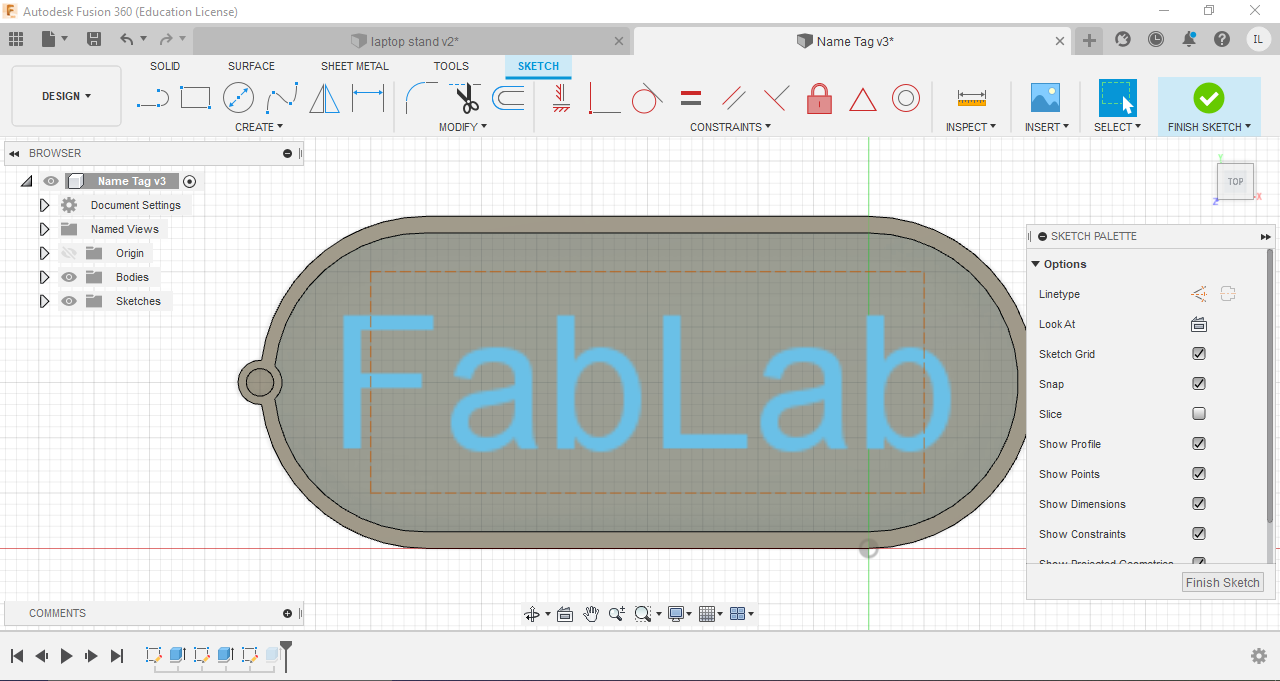 Autodesk Fusion 360 (Education License)
laptop stand v2*
Name Tag v3*
IL
DESIGN
SOLID SURFACE SHEET METAL TOOLS SKETCH
CREATE MODIFY CONSTRAINTS INSPECT INSERT SELECT FINISH SKETCH
BROWSER
Name Tag v3
Document Settings
Named Views
Origin
Bodies
Sketches
Y
TOP
X
Z
FabLab
SKETCH PALETTE
Options
Linetype
Look At
Sketch Grid
Snap
Slice
Show Profile
Show Points
Show Dimensions
Show Constraints
Show Projected Geometries
Finish Sketch
COMMENTS